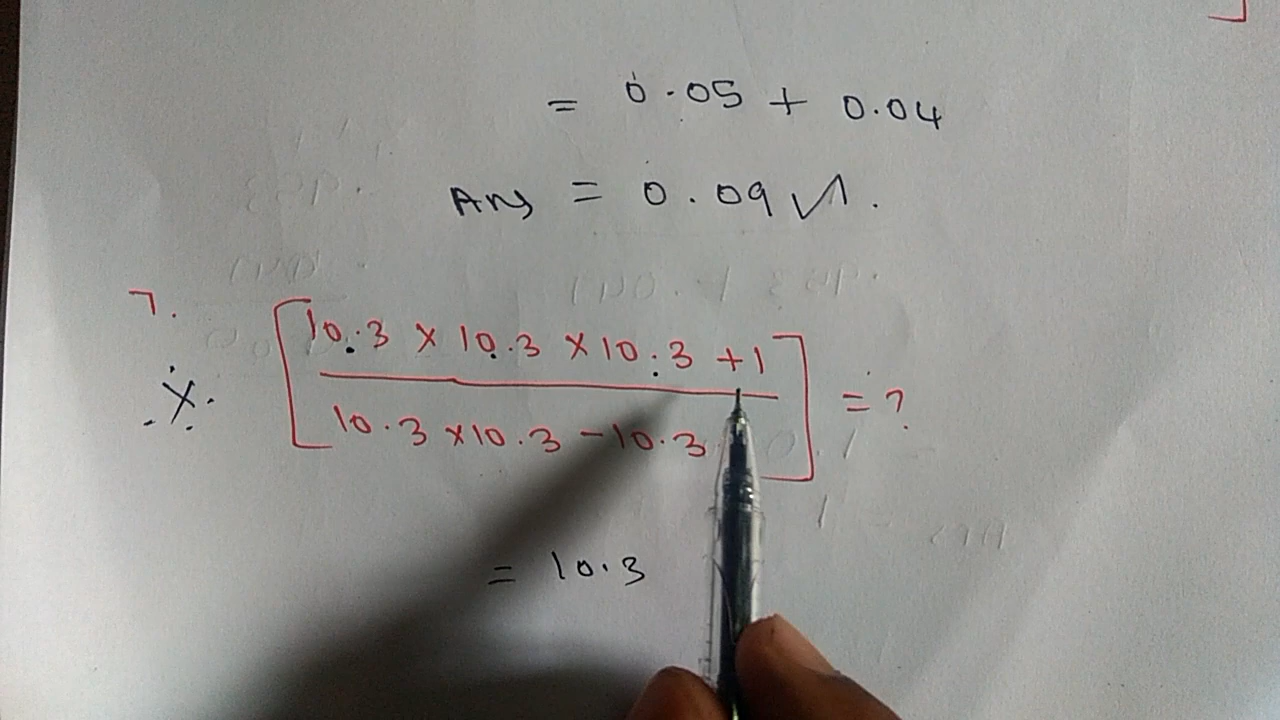 = 0.05 + 0.04
Ans = 0.09
7.
10.3 × 10.3 × 10.3 + 1
10.3 × 10.3 - 10.3
= ?
= 10.3